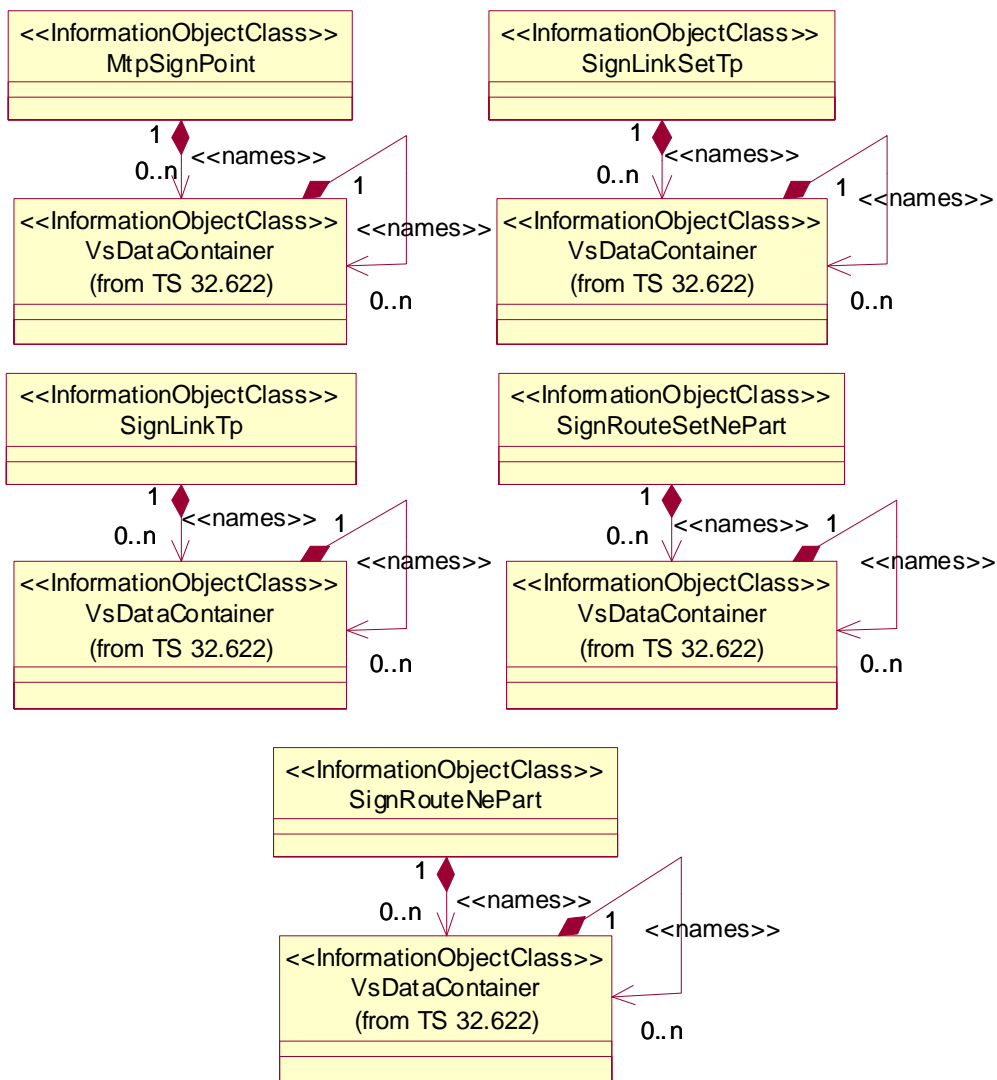 <<InformationObjectClass>>
MtpSignPoint
1
0..n
<<names>>
1
<<InformationObjectClass>>
VsDataContainer
(from TS 32.622)
<<names>>
0..n
<<InformationObjectClass>>
SignLinkSetTp
1
0..n
<<names>>
1
<<InformationObjectClass>>
VsDataContainer
(from TS 32.622)
<<names>>
0..n
<<InformationObjectClass>>
SignLinkTp
1
0..n
<<names>>
1
<<InformationObjectClass>>
VsDataContainer
(from TS 32.622)
<<names>>
0..n
<<InformationObjectClass>>
SignRouteSetNePart
1
0..n
<<names>>
1
<<InformationObjectClass>>
VsDataContainer
(from TS 32.622)
<<names>>
0..n
<<InformationObjectClass>>
SignRouteNePart
1
0..n
<<names>>
1
<<InformationObjectClass>>
VsDataContainer
(from TS 32.622)
<<names>>
0..n